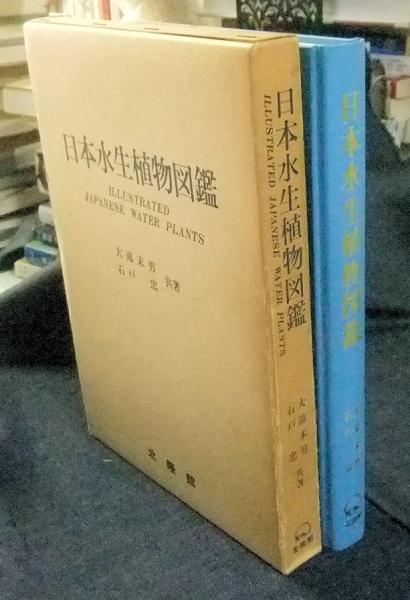 日本水生植物図鑑
ILLUSTRATED
JAPANESE WATER PLANTS
大滝末男
石戸 忠 共著
北隆館
日本水生植物図鑑
ILLUSTRATED JAPANESE WATER PLANTS
大滝末男
石戸 忠 共著
北隆館
日本水生植物図鑑